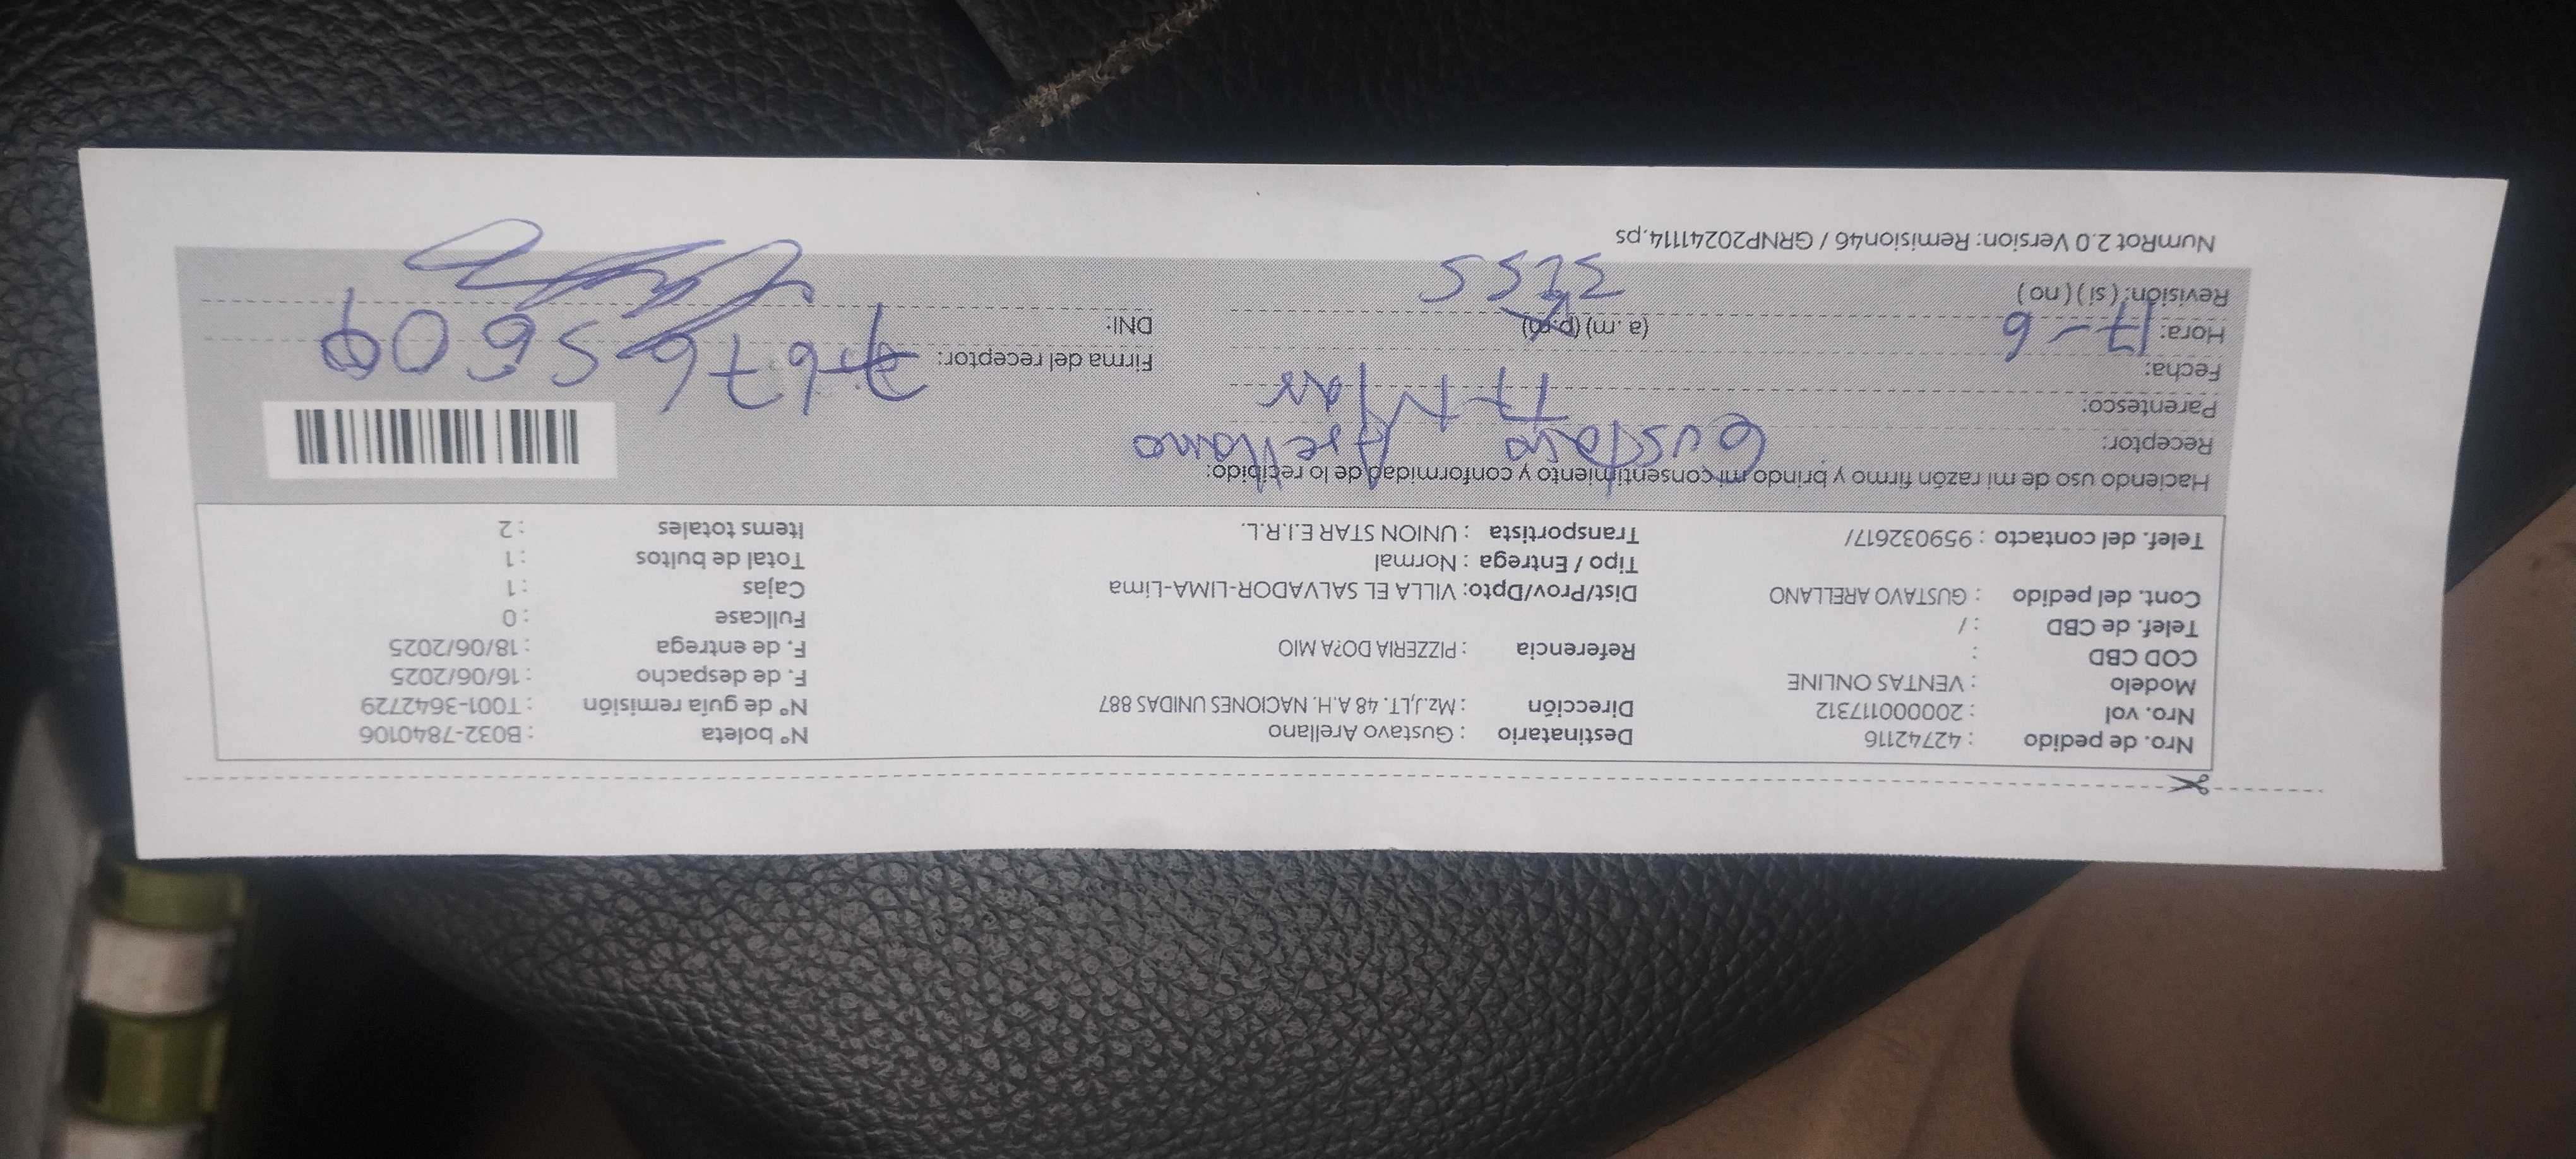 Nro. de pedido : 42742116
Nro. vol : 20000117312
Modelo : VENTAS ONLINE
COD CBD :
Telef. de CBD : /
Cont. del pedido : GUSTAVO ARELLANO
Telef. del contacto : 959032617/
Destinatario : Gustavo Arellano
Dirección : Mz.J,LT. 48 A.H. NACIONES UNIDAS 887
Referencia : PIZZERIA DO?A MIO
Dist/Prov/Dpto: VILLA EL SALVADOR-LIMA-Lima
Tipo / Entrega : Normal
Transportista : UNION STAR E.I.R.L.
N° boleta : B032-7840106
N° de guía remisión : T001-3642729
F. de despacho : 16/06/2025
F. de entrega : 18/06/2025
Fullcase : 0
Cajas : 1
Total de bultos : 1
Items totales : 2
Haciendo uso de mi razón firmo y brindo mi consentimiento y conformidad de lo recibido:
Receptor: Gustavo Arellano
Parentesco:
Fecha: 17-6
Hora: (a. m) (p.m)
Revisión: (si) (no)
Firma del receptor:
DNI:
NumRot 2.0 Version: Remision46 / GRNP20241114.ps